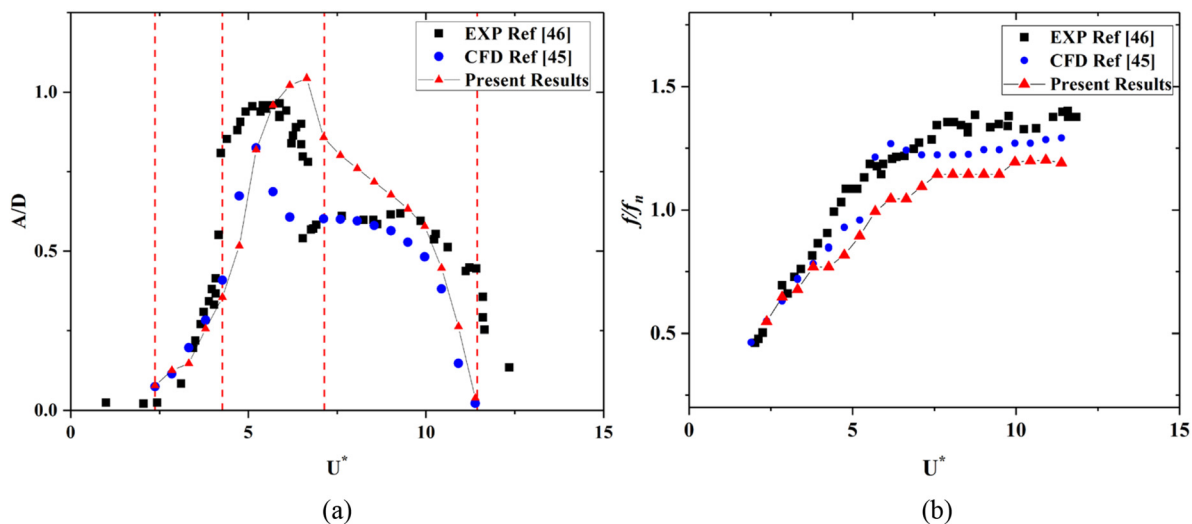 EXP Ref [46]
CFD Ref [45]
Present Results
1.0
0.5
0.0
A/D
0
5
10
15
U*
(a)
EXP Ref [46]
CFD Ref [45]
Present Results
1.5
1.0
0.5
f/fn
0
5
10
15
U*
(b)